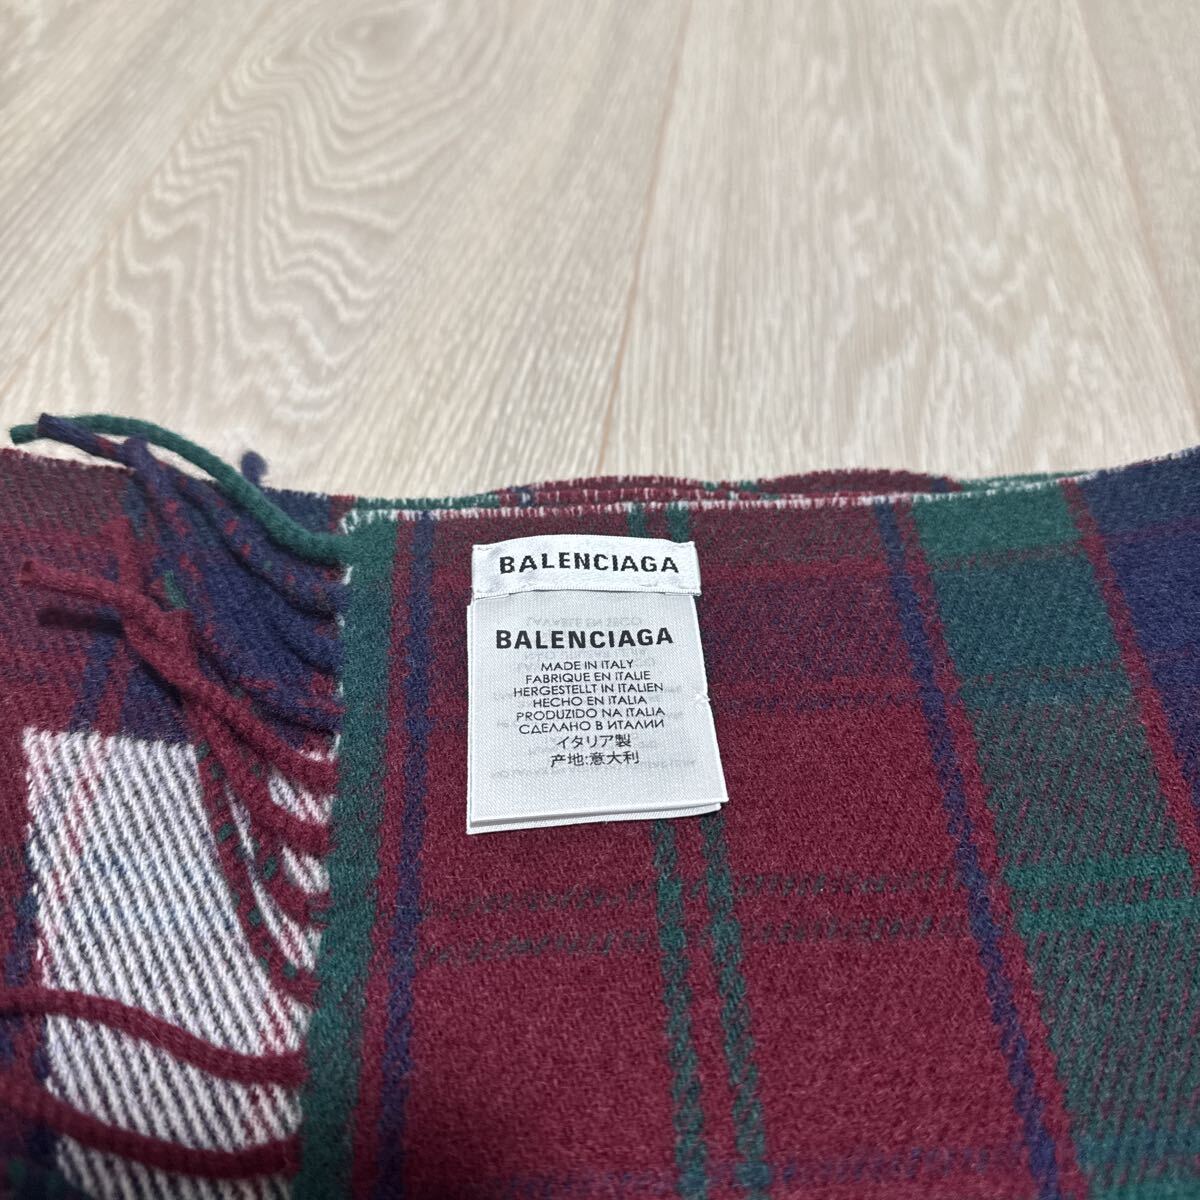 BALENCIAGA
BALENCIAGA
MADE IN ITALY
FABRIQUE EN ITALIE
HERGESTELLT IN ITALIEN
HECHO EN ITALIA
PRODUZIDO NA ITALIA
СДЕЛАНО В ИТАЛИИ
イタリア製
产地:意大利